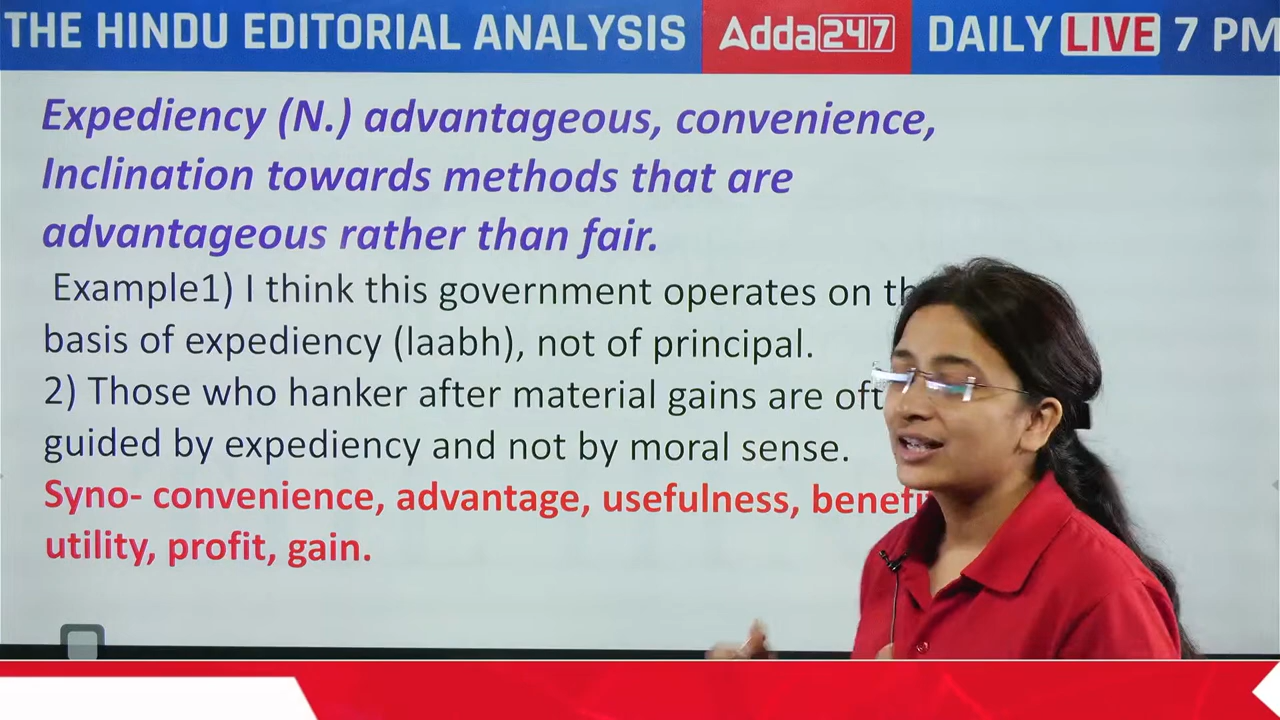 THE HINDU EDITORIAL ANALYSIS Adda247 DAILY LIVE 7 PM
Expediency (N.) advantageous, convenience,
Inclination towards methods that are
advantageous rather than fair.
Example1) I think this government operates on
basis of expediency (laabh), not of principal.
2) Those who hanker after material gains are
guided by expediency and not by moral sense.
Syno- convenience, advantage, usefulness,
utility, profit, gain.